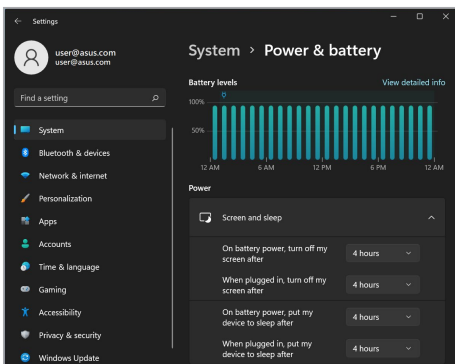 Settings
user@asus.com
user@asus.com
Find a setting
System
Bluetooth & devices
Network & internet
Personalization
Apps
Accounts
Time & language
Gaming
Accessibility
Privacy & security
Windows Update
System > Power & battery
Battery levels
View detailed info
100%
50%
12 AM
6 AM
12 PM
6 PM
12 AM
Power
Screen and sleep
On battery power, turn off my
screen after
4 hours
When plugged in, turn off my
screen after
4 hours
On battery power, put my
device to sleep after
4 hours
When plugged in, put my
device to sleep after
4 hours